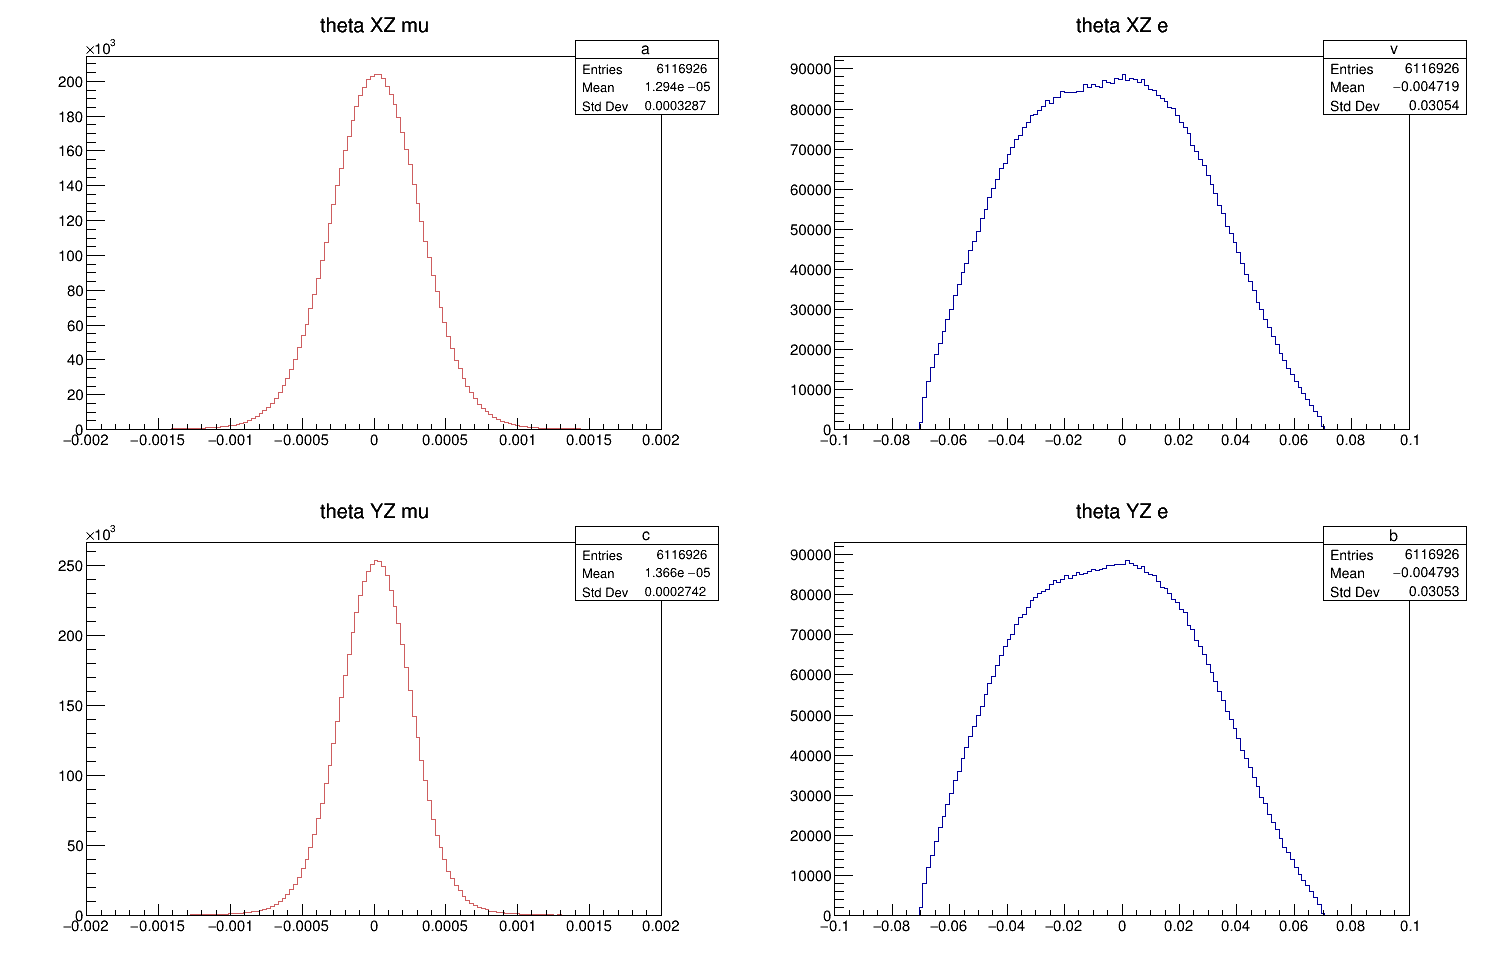 theta XZ mu
×10³
a
Entries 6116926
Mean 1.294e−05
Std Dev 0.0003287
200
180
160
140
120
100
80
60
40
20
0
−0.002 −0.0015 −0.001 −0.0005 0 0.0005 0.001 0.0015 0.002
theta XZ e
v
Entries 6116926
Mean −0.004719
Std Dev 0.03054
90000
80000
70000
60000
50000
40000
30000
20000
10000
0
−0.1 −0.08 −0.06 −0.04 −0.02 0 0.02 0.04 0.06 0.08 0.1
theta YZ mu
×10³
c
Entries 6116926
Mean 1.366e−05
Std Dev 0.0002742
250
200
150
100
50
0
−0.002 −0.0015 −0.001 −0.0005 0 0.0005 0.001 0.0015 0.002
theta YZ e
b
Entries 6116926
Mean −0.004793
Std Dev 0.03053
90000
80000
70000
60000
50000
40000
30000
20000
10000
0
−0.1 −0.08 −0.06 −0.04 −0.02 0 0.02 0.04 0.06 0.08 0.1